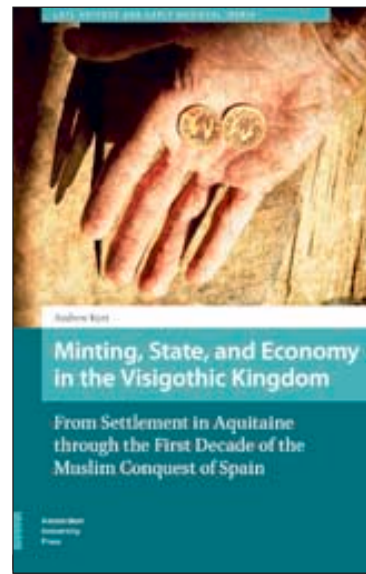 LATE ANTIQUE AND EARLY MEDIEVAL IBERIA
Andrew Kurt
Minting, State, and Economy
in the Visigothic Kingdom
From Settlement in Aquitaine
through the First Decade of the
Muslim Conquest of Spain
Amsterdam
University
Press